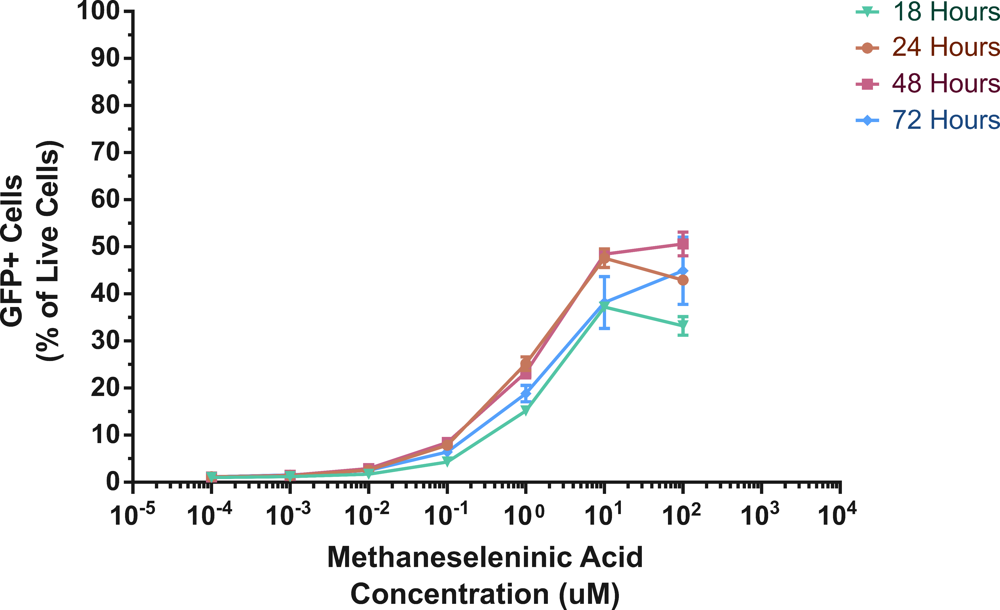 100
90
80
70
60
50
40
30
20
10
0
GFP+ Cells
(% of Live Cells)
18 Hours
24 Hours
48 Hours
72 Hours
10-5 10-4 10-3 10-2 10-1 100 101 102 103 104
Methaneseleninic Acid
Concentration (uM)